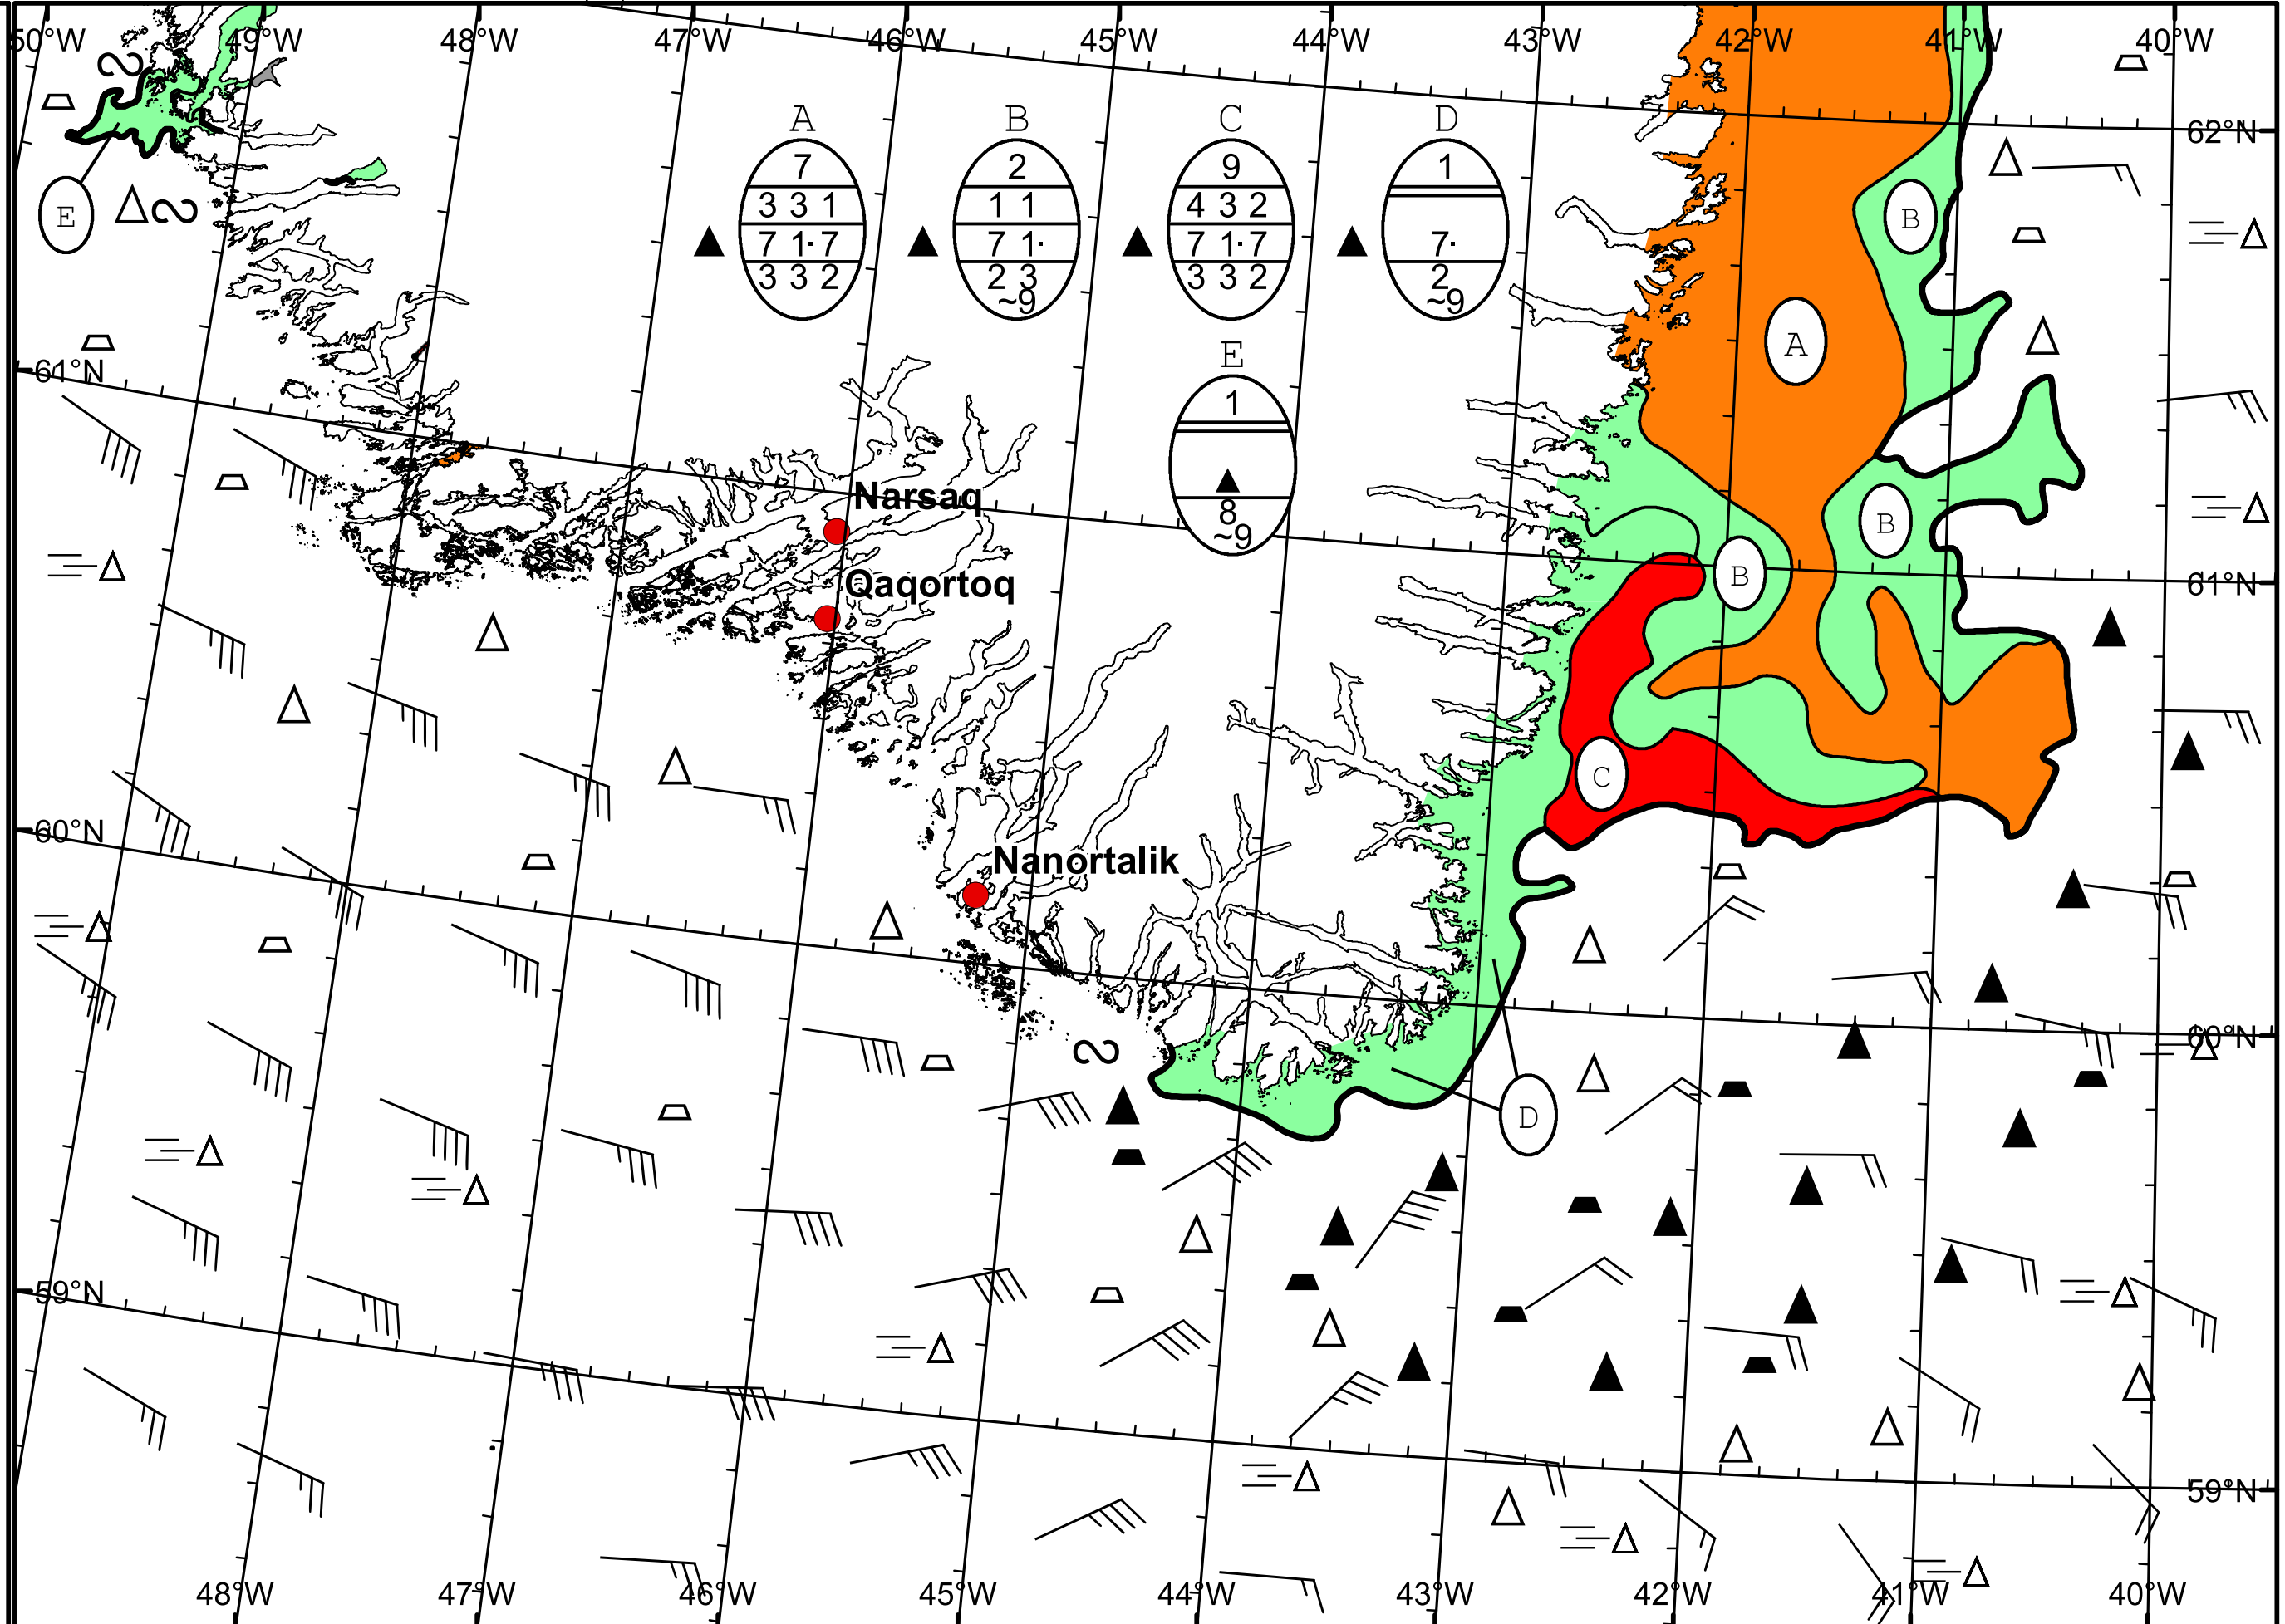 50°W 49°W 48°W 47°W 46°W 45°W 44°W 43°W 42°W 41°W 40°W
A B C D
7 2 9 1
3 3 1 1 1 4 3 2
7 1· 7 7 1· 7 1· 7 7·
3 3 2 2 3 3 3 2 2
~9 ~9
62°N
E
B
A
E
1
8
~9
61°N
Narsaq
B
Qaqortoq
B
61°N
C
60°N
Nanortalik
60°N
D
59°N
59°N
48°W 47°W 46°W 45°W 44°W 43°W 42°W 41°W 40°W